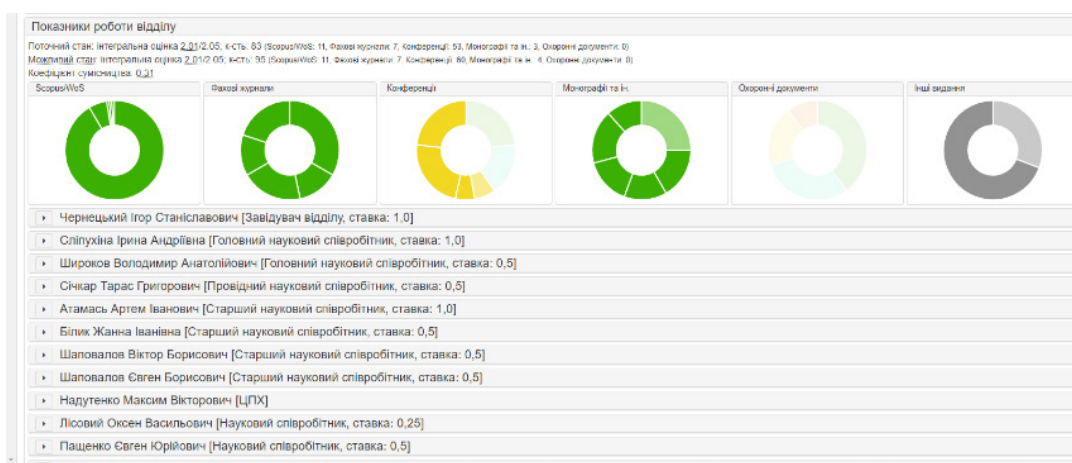 Показники роботи відділу
Поточний стан: інтегральна оцінка 2.01/2.05; к-сть: 83 (Scopus/WoS: 11, Фахові журнали: 7, Конференції: 53, Монографії та ін.: 3, Охоронні документи: 0)
Можливий стан: інтегральна оцінка 2.01/2.05; к-сть: 95 (Scopus/WoS: 11, Фахові журнали: 7, Конференції: 60, Монографії та ін.: 4, Охоронні документи: 0)
Коефіцієнт сумісництва: 0,31
Scopus/WoS
Фахові журнали
Конференції
Монографії та ін.
Охоронні документи
Інші видання
Чернецький Ігор Станіславович [Завідувач відділу, ставка: 1,0]
Сліпухіна Ірина Андріївна [Головний науковий співробітник, ставка: 1,0]
Широков Володимир Анатолійович [Головний науковий співробітник, ставка: 0,5]
Січкар Тарас Григорович [Провідний науковий співробітник, ставка: 0,5]
Атамась Артем Іванович [Старший науковий співробітник, ставка: 1,0]
Білик Жанна Іванівна [Старший науковий співробітник, ставка: 0,5]
Шаповалов Віктор Борисович [Старший науковий співробітник, ставка: 0,5]
Шаповалов Євген Борисович [Старший науковий співробітник, ставка: 0,5]
Надутенко Максим Вікторович [ЦПХ]
Лісовий Оксен Васильович [Науковий співробітник, ставка: 0,25]
Пащенко Євген Юрійович [Науковий співробітник, ставка: 0,5]